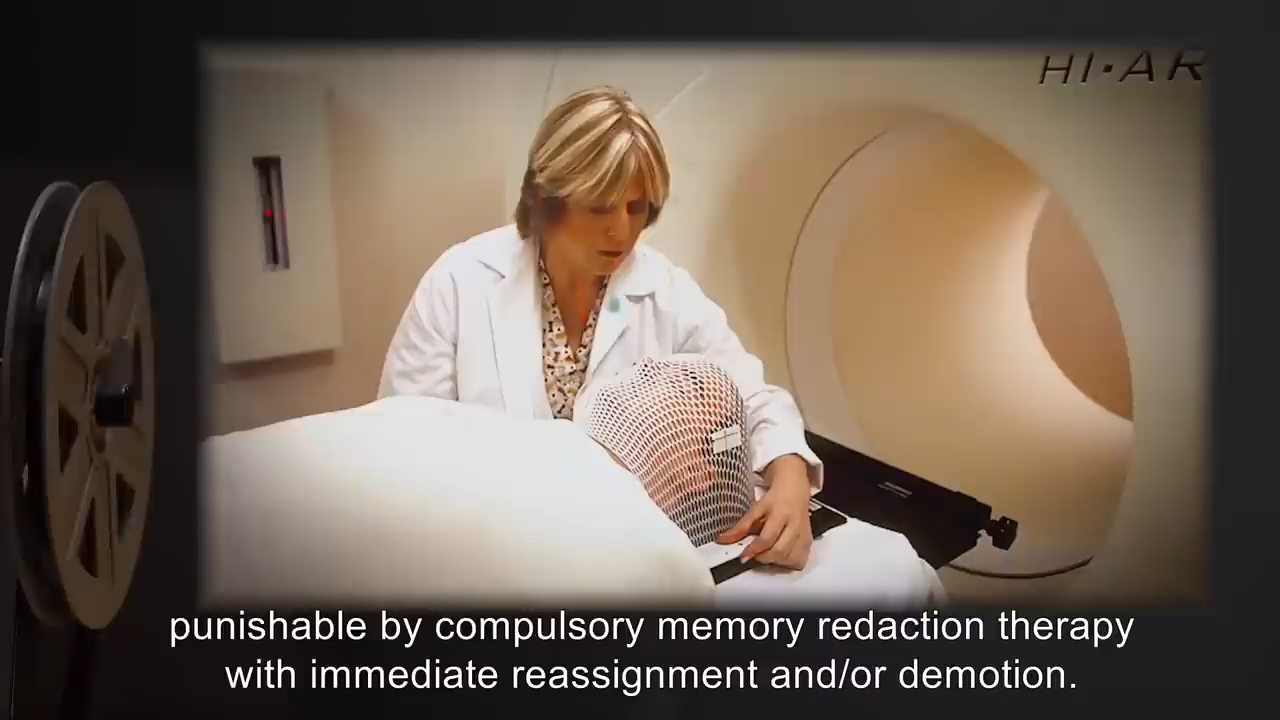 HI·AR
punishable by compulsory memory redaction therapy
with immediate reassignment and/or demotion.